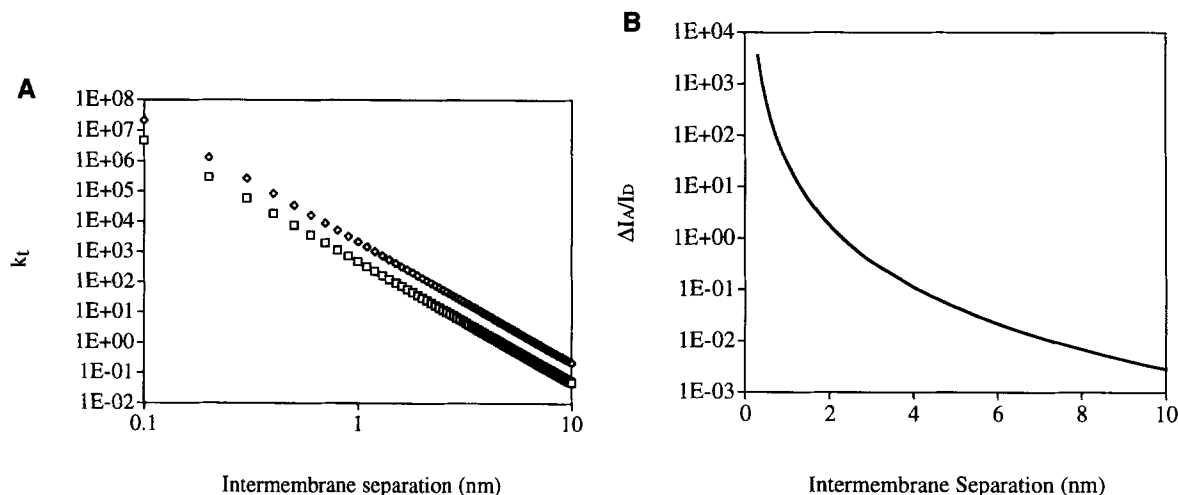 A
1E+08
1E+07
1E+06
1E+05
1E+04
1E+03
1E+02
1E+01
1E+00
1E-01
1E-02
kt
0.1
1
10
Intermembrane separation (nm)
B
1E+04
1E+03
1E+02
1E+01
1E+00
1E-01
1E-02
1E-03
ΔIA/ID
0
2
4
6
8
10
Intermembrane Separation (nm)